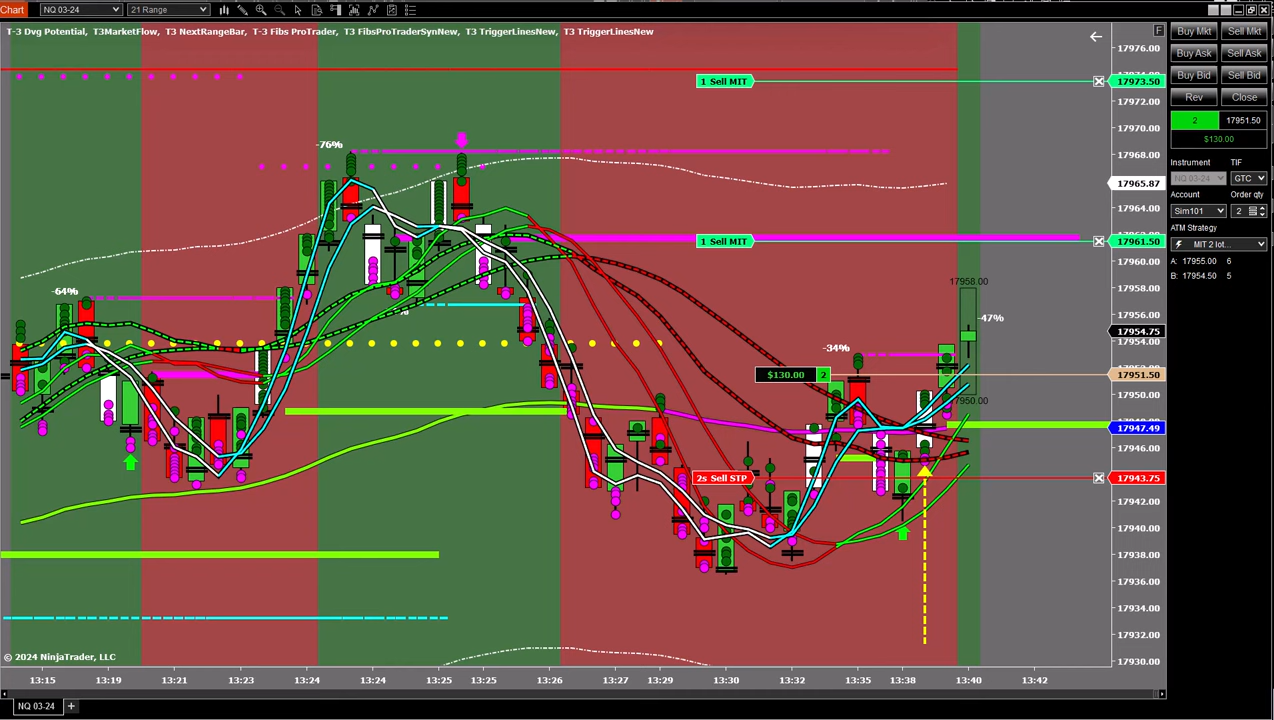 Chart
NQ 03-24
21 Range
T-3 Dvg Potential, T3MarketFlow, T3 NextRangeBar, T-3 Fibs ProTrader, T3 FibsProTraderSynNew, T3 TriggerLinesNew, T3 TriggerLinesNew
F
17976.00
Buy Mkt
Sell Mkt
Buy Ask
Sell Ask
Buy Bid
Sell Bid
Rev
Close
2
17951.50
$130.00
Instrument
TIF
NQ 03-24
GTC
Account
Order qty
Sim101
2
ATM Strategy
MIT 2 lot...
A: 17955.00 6
B: 17954.50 5
1 Sell MIT
17973.50
17972.00
17970.00
-76%
17968.00
17965.87
17964.00
1 Sell MIT
17961.50
17960.00
17958.00
-64%
17958.00
17956.00
-47%
17954.75
17954.00
-34%
$130.00
2
17951.50
17950.00
17950.00
17947.49
17946.00
2s Sell STP
17943.75
17942.00
17940.00
17938.00
17936.00
17934.00
17932.00
17930.00
© 2024 NinjaTrader, LLC
13:15
13:19
13:21
13:23
13:24
13:24
13:25
13:25
13:26
13:27
13:29
13:30
13:32
13:35
13:38
13:40
13:42
NQ 03-24
+